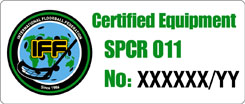 INTERNATIONAL FLOORBALL FEDERATION
IFF
Since 1986
Certified Equipment
SPCR 011
No: XXXXXX/YY